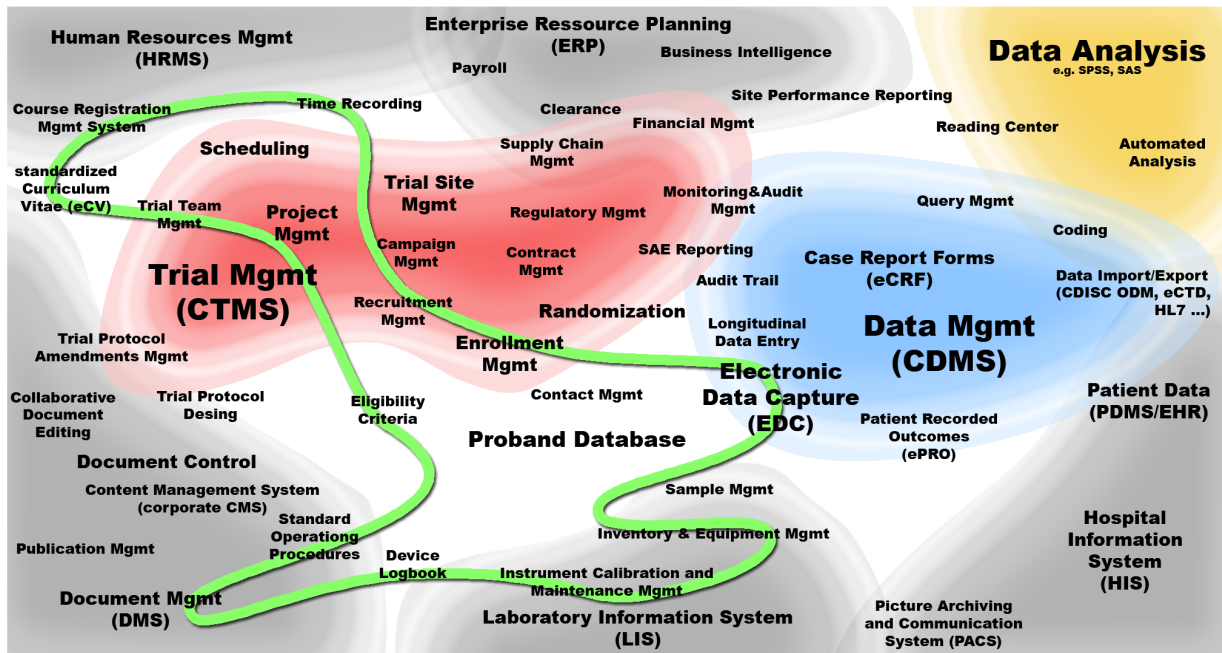 Human Resources Mgmt
(HRMS)
Enterprise Ressource Planning
(ERP)
Business Intelligence
Payroll
Data Analysis
e.g. SPSS, SAS
Course Registration
Mgmt System
Time Recording
Clearance
Site Performance Reporting
Financial Mgmt
Reading Center
Automated
Analysis
Scheduling
Supply Chain
Mgmt
standardized
Curriculum
Vitae (eCV)
Trial Team
Mgmt
Project
Mgmt
Trial Site
Mgmt
Regulatory Mgmt
Monitoring&Audit
Mgmt
Query Mgmt
Coding
Campaign
Mgmt
Contract
Mgmt
SAE Reporting
Audit Trail
Case Report Forms
(eCRF)
Data Import/Export
(CDISC ODM, eCTD,
HL7 ...)
Trial Mgmt
(CTMS)
Recruitment
Mgmt
Randomization
Longitudinal
Data Entry
Data Mgmt
(CDMS)
Trial Protocol
Amendments Mgmt
Enrollment
Mgmt
Electronic
Data Capture
(EDC)
Collaborative
Document
Editing
Trial Protocol
Desing
Eligibility
Criteria
Contact Mgmt
Patient Data
(PDMS/EHR)
Proband Database
Patient Recorded
Outcomes
(ePRO)
Document Control
Content Management System
(corporate CMS)
Sample Mgmt
Standard
Operationg
Procedures
Inventory & Equipment Mgmt
Hospital
Information
System
(HIS)
Publication Mgmt
Device
Logbook
Instrument Calibration and
Maintenance Mgmt
Document Mgmt
(DMS)
Laboratory Information System
(LIS)
Picture Archiving
and Communication
System (PACS)